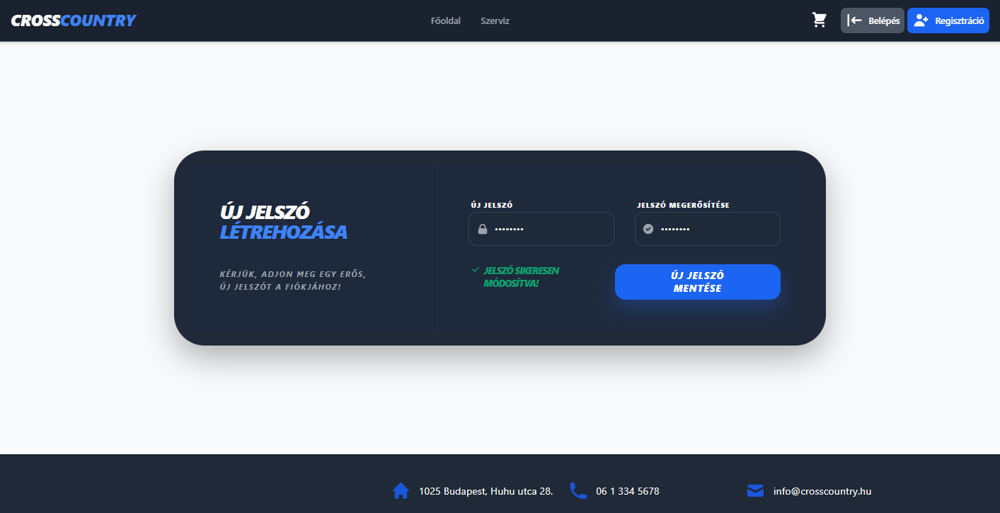 CROSSCOUNTRY
Főoldal
Szerviz
Belépés
Regisztráció
ÚJ JELSZÓ
LÉTREHOZÁSA
KÉRJÜK, ADJON MEG EGY ERŐS,
ÚJ JELSZÓT A FIÓKJÁHOZ!
ÚJ JELSZÓ
••••••••
JELSZÓ MEGERŐSÍTÉSE
••••••••
JELSZÓ SIKERESEN
MÓDOSÍTVA!
ÚJ JELSZÓ
MENTÉSE
1025 Budapest, Huhu utca 28.
06 1 334 5678
info@crosscountry.hu